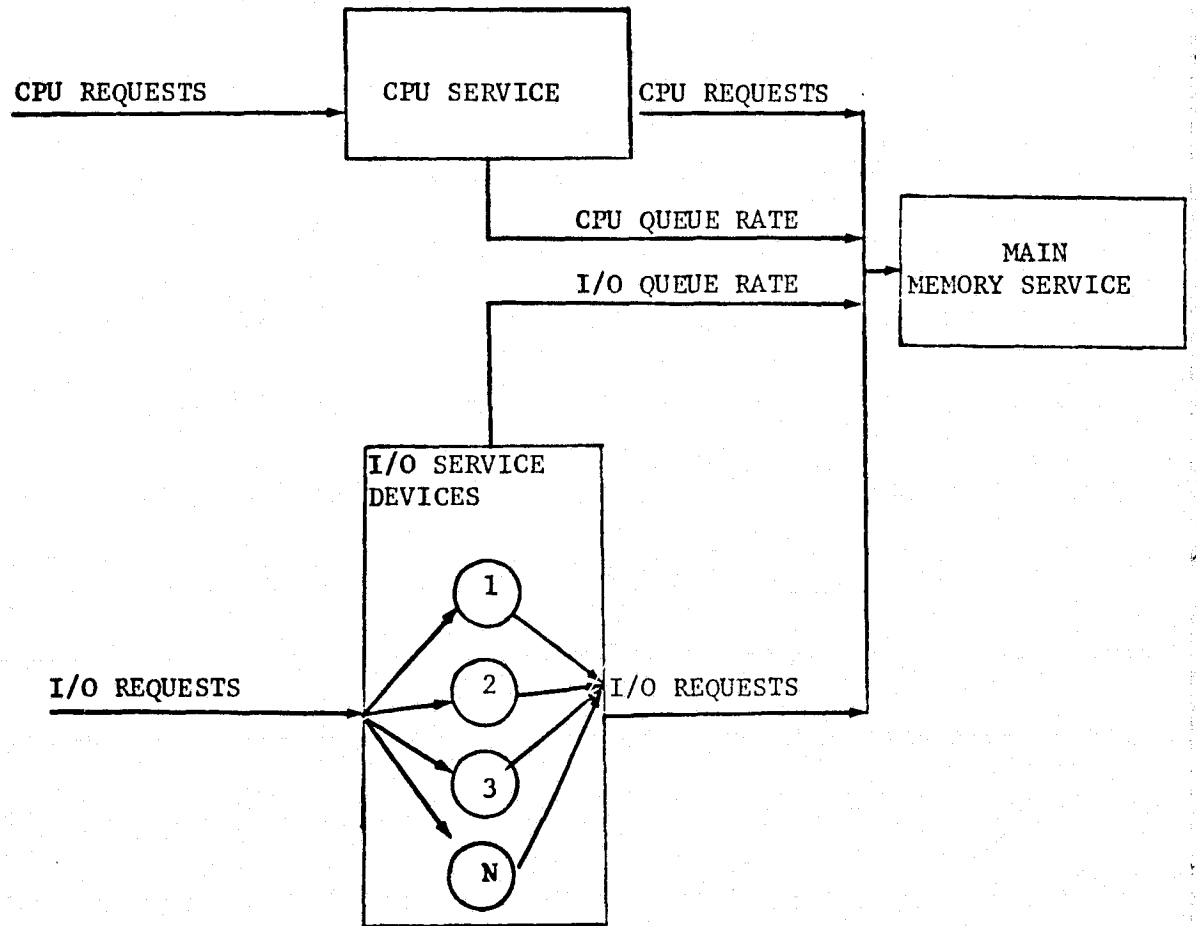 CPU REQUESTS
CPU SERVICE
CPU REQUESTS
CPU QUEUE RATE
I/O QUEUE RATE
MAIN
MEMORY SERVICE
I/O SERVICE
DEVICES
1
2
3
N
I/O REQUESTS
I/O REQUESTS